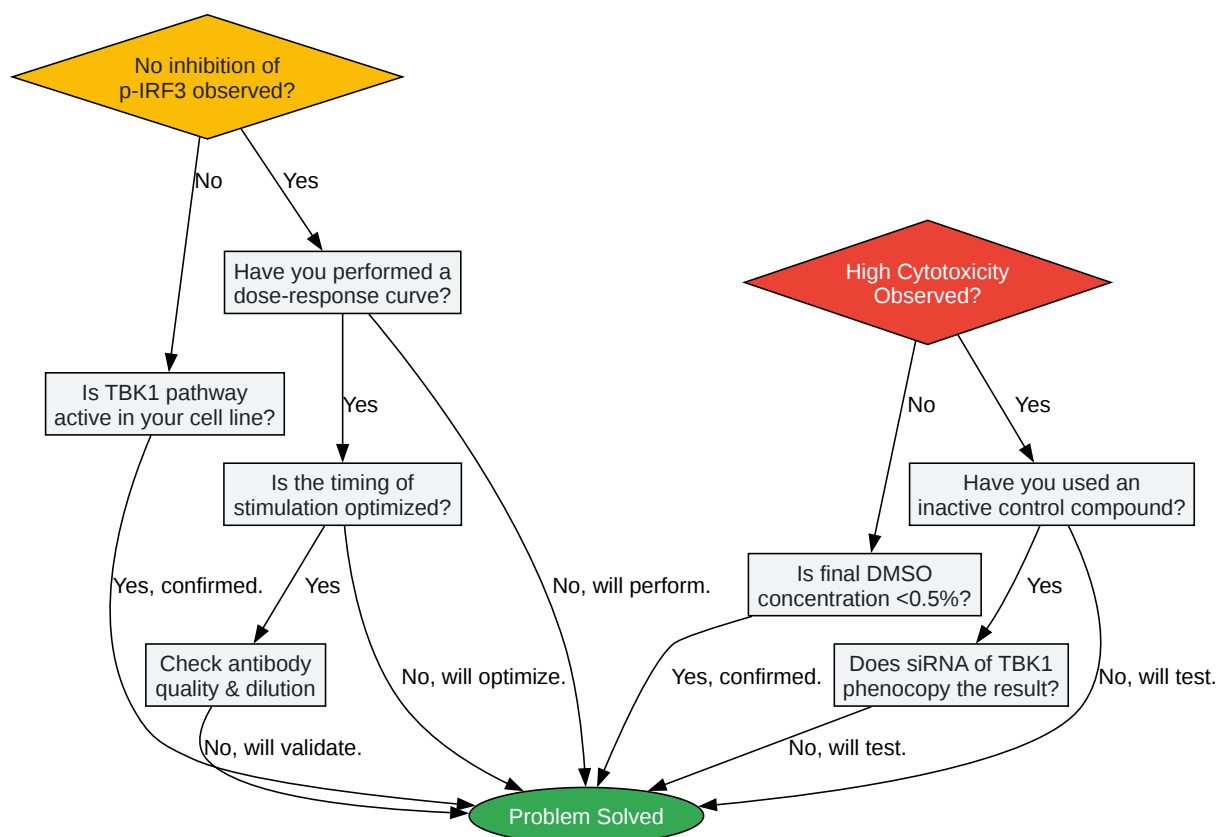 No inhibition of
p-IRF3 observed?
No
Yes
Have you performed a
dose-response curve?
High Cytotoxicity
Observed?
Is TBK1 pathway
active in your cell line?
Yes
No
Yes
Is the timing of
stimulation optimized?
Have you used an
inactive control compound?
Yes, confirmed.
Yes
No, will perform.
Is final DMSO
concentration <0.5%?
Yes
Check antibody
quality & dilution
No, will optimize.
Yes, confirmed.
Does siRNA of TBK1
phenocopy the result?
No, will test.
No, will validate.
No, will test.
Problem Solved